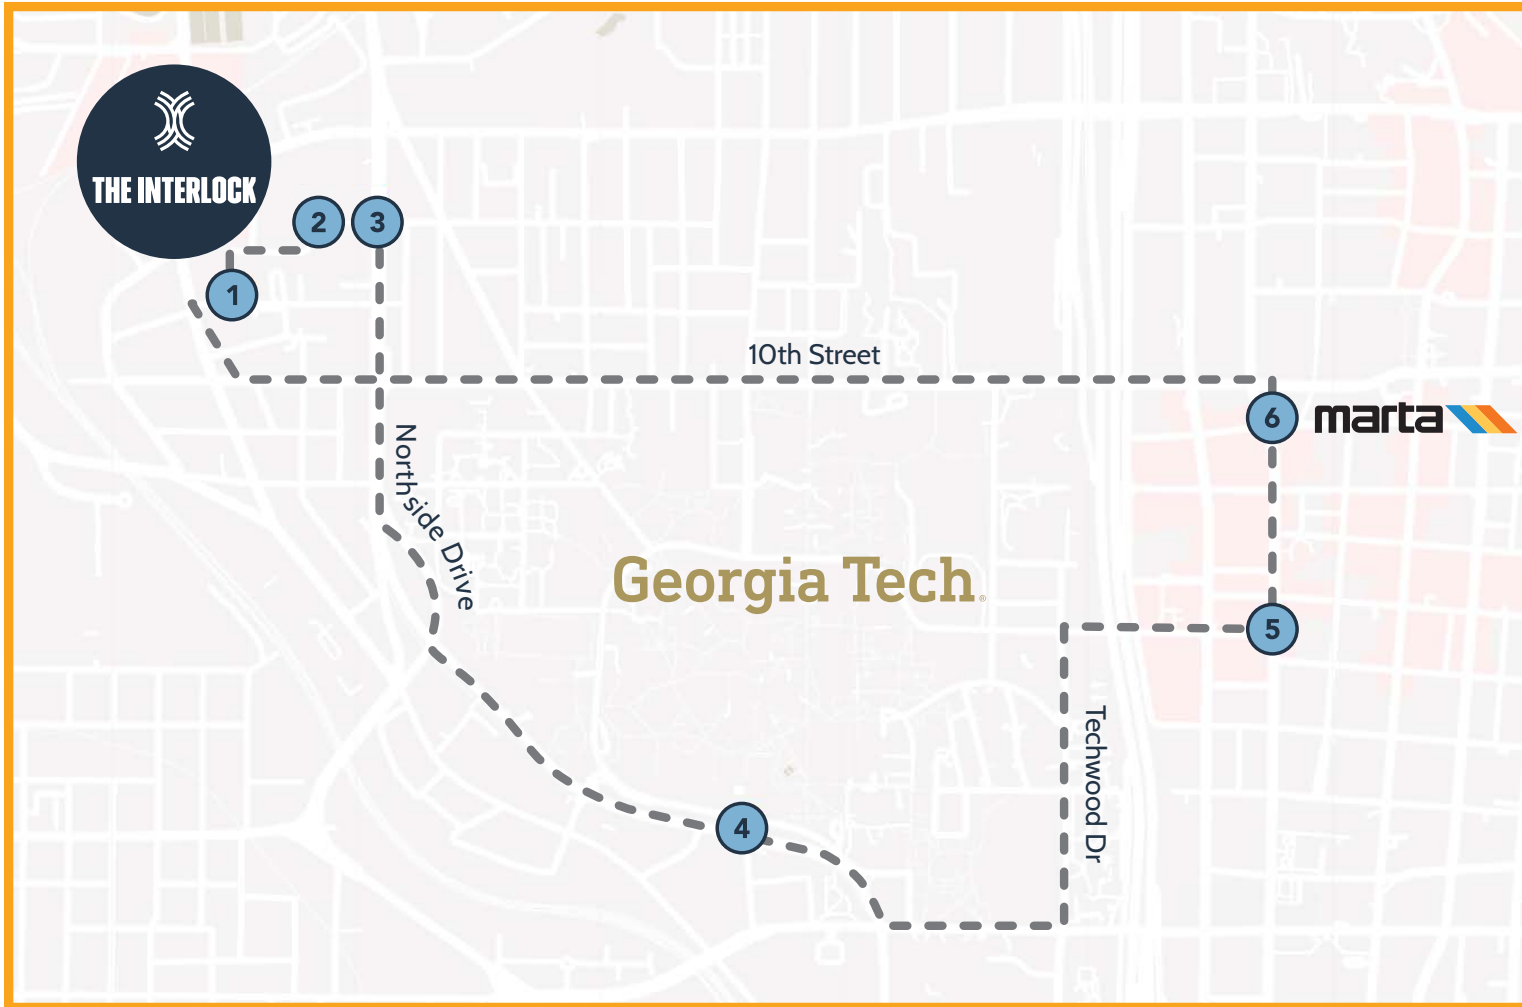 THE INTERLOCK
2
3
1
10th Street
6
marta
Northside Drive
Georgia Tech®
5
Techwood Dr
4